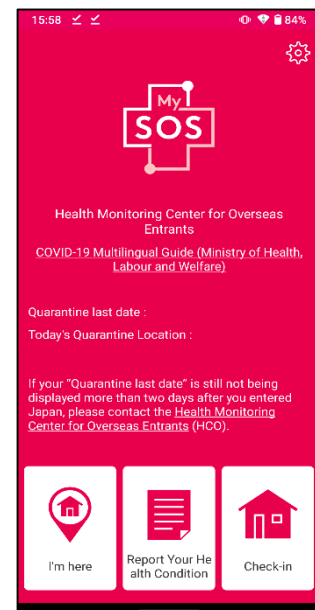 15:58
84%
My
SOS
Health Monitoring Center for Overseas
Entrants
COVID-19 Multilingual Guide (Ministry of Health,
Labour and Welfare)
Quarantine last date :
Today's Quarantine Location :
If your "Quarantine last date" is still not being
displayed more than two days after you entered
Japan, please contact the Health Monitoring
Center for Overseas Entrants (HCO).
I'm here
Report Your He
alth Condition
Check-in